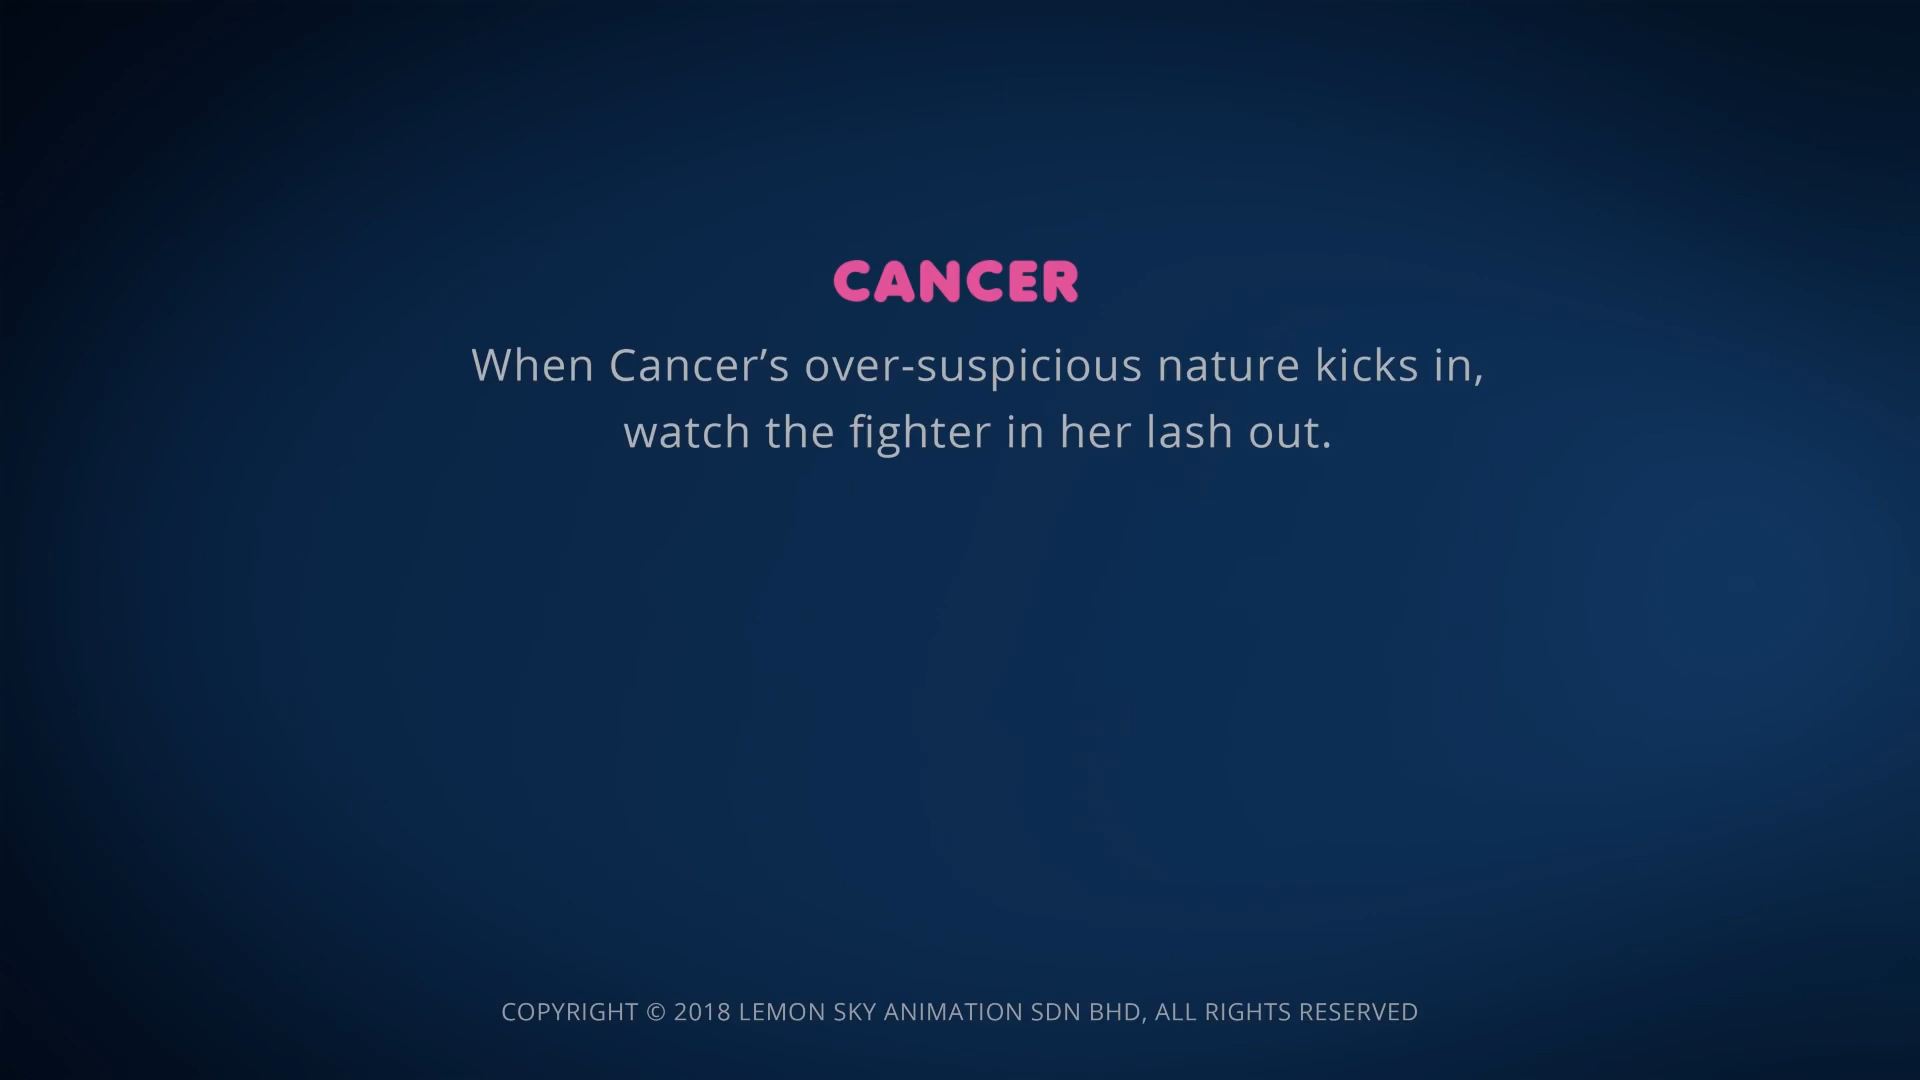 CANCER
When Cancer’s over-suspicious nature kicks in,
watch the fighter in her lash out.
COPYRIGHT © 2018 LEMON SKY ANIMATION SDN BHD, ALL RIGHTS RESERVED